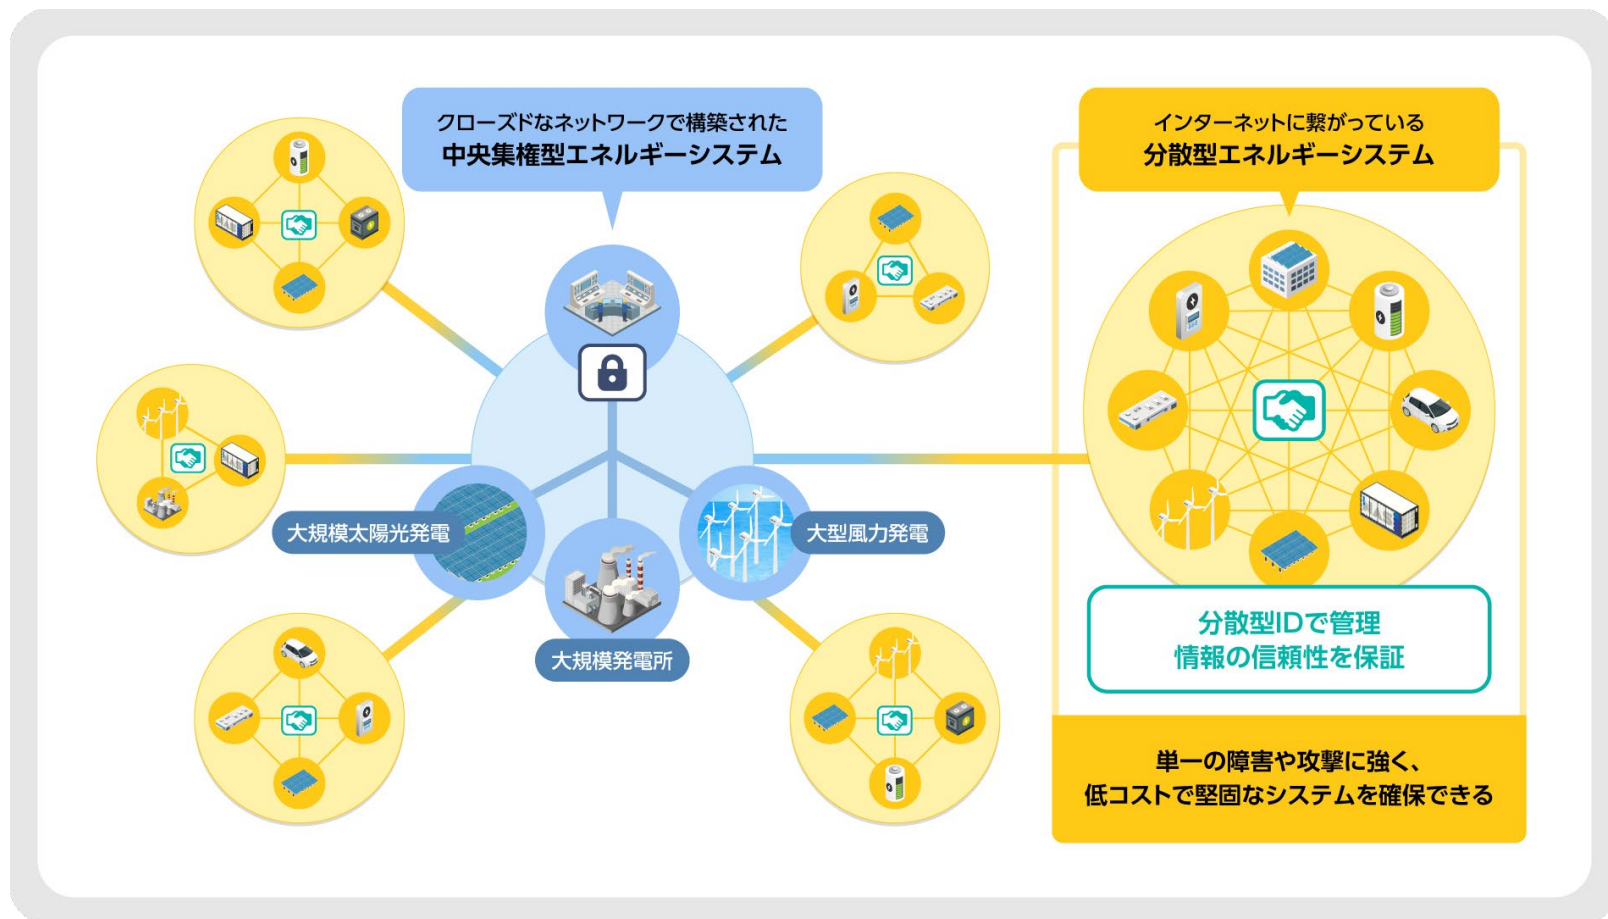 クローズドなネットワークで構築された
中央集権型エネルギーシステム
インターネットに繋がっている
分散型エネルギーシステム
大規模太陽光発電
大型風力発電
大規模発電所
分散型IDで管理
情報の信頼性を保証
単一の障害や攻撃に強く、
低コストで堅固なシステムを確保できる